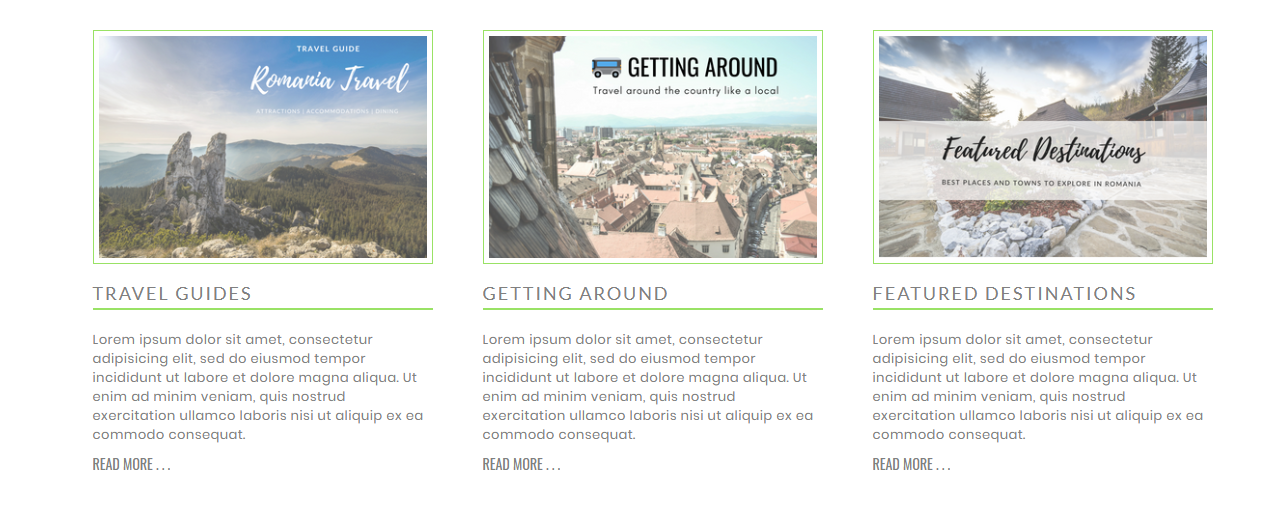 TRAVEL GUIDE
Romania Travel
ATTRACTIONS | ACCOMMODATIONS | DINING
TRAVEL GUIDES
Lorem ipsum dolor sit amet, consectetur
adipisicing elit, sed do eiusmod tempor
incididunt ut labore et dolore magna aliqua. Ut
enim ad minim veniam, quis nostrud
exercitation ullamco laboris nisi ut aliquip ex ea
commodo consequat.
READ MORE . . .
GETTING AROUND
Travel around the country like a local
GETTING AROUND
Lorem ipsum dolor sit amet, consectetur
adipisicing elit, sed do eiusmod tempor
incididunt ut labore et dolore magna aliqua. Ut
enim ad minim veniam, quis nostrud
exercitation ullamco laboris nisi ut aliquip ex ea
commodo consequat.
READ MORE . . .
Featured Destinations
BEST PLACES AND TOWNS TO EXPLORE IN ROMANIA
FEATURED DESTINATIONS
Lorem ipsum dolor sit amet, consectetur
adipisicing elit, sed do eiusmod tempor
incididunt ut labore et dolore magna aliqua. Ut
enim ad minim veniam, quis nostrud
exercitation ullamco laboris nisi ut aliquip ex ea
commodo consequat.
READ MORE . . .